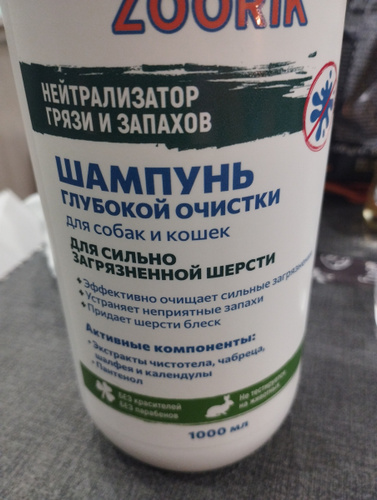 ZOORIK
НЕЙТРАЛИЗАТОР
ГРЯЗИ И ЗАПАХОВ
ШАМПУНЬ
ГЛУБОКОЙ ОЧИСТКИ
для собак и кошек
ДЛЯ СИЛЬНО
ЗАГРЯЗНЕННОЙ ШЕРСТИ
• Эффективно очищает сильные загрязнения
• Устраняет неприятные запахи
• Придает шерсти блеск
Активные компоненты:
• Экстракты чистотела, чабреца,
шалфея и календулы
• Пантенол
БЕЗ красителей
БЕЗ парабенов
Не тестируется
на животных
1000 мл